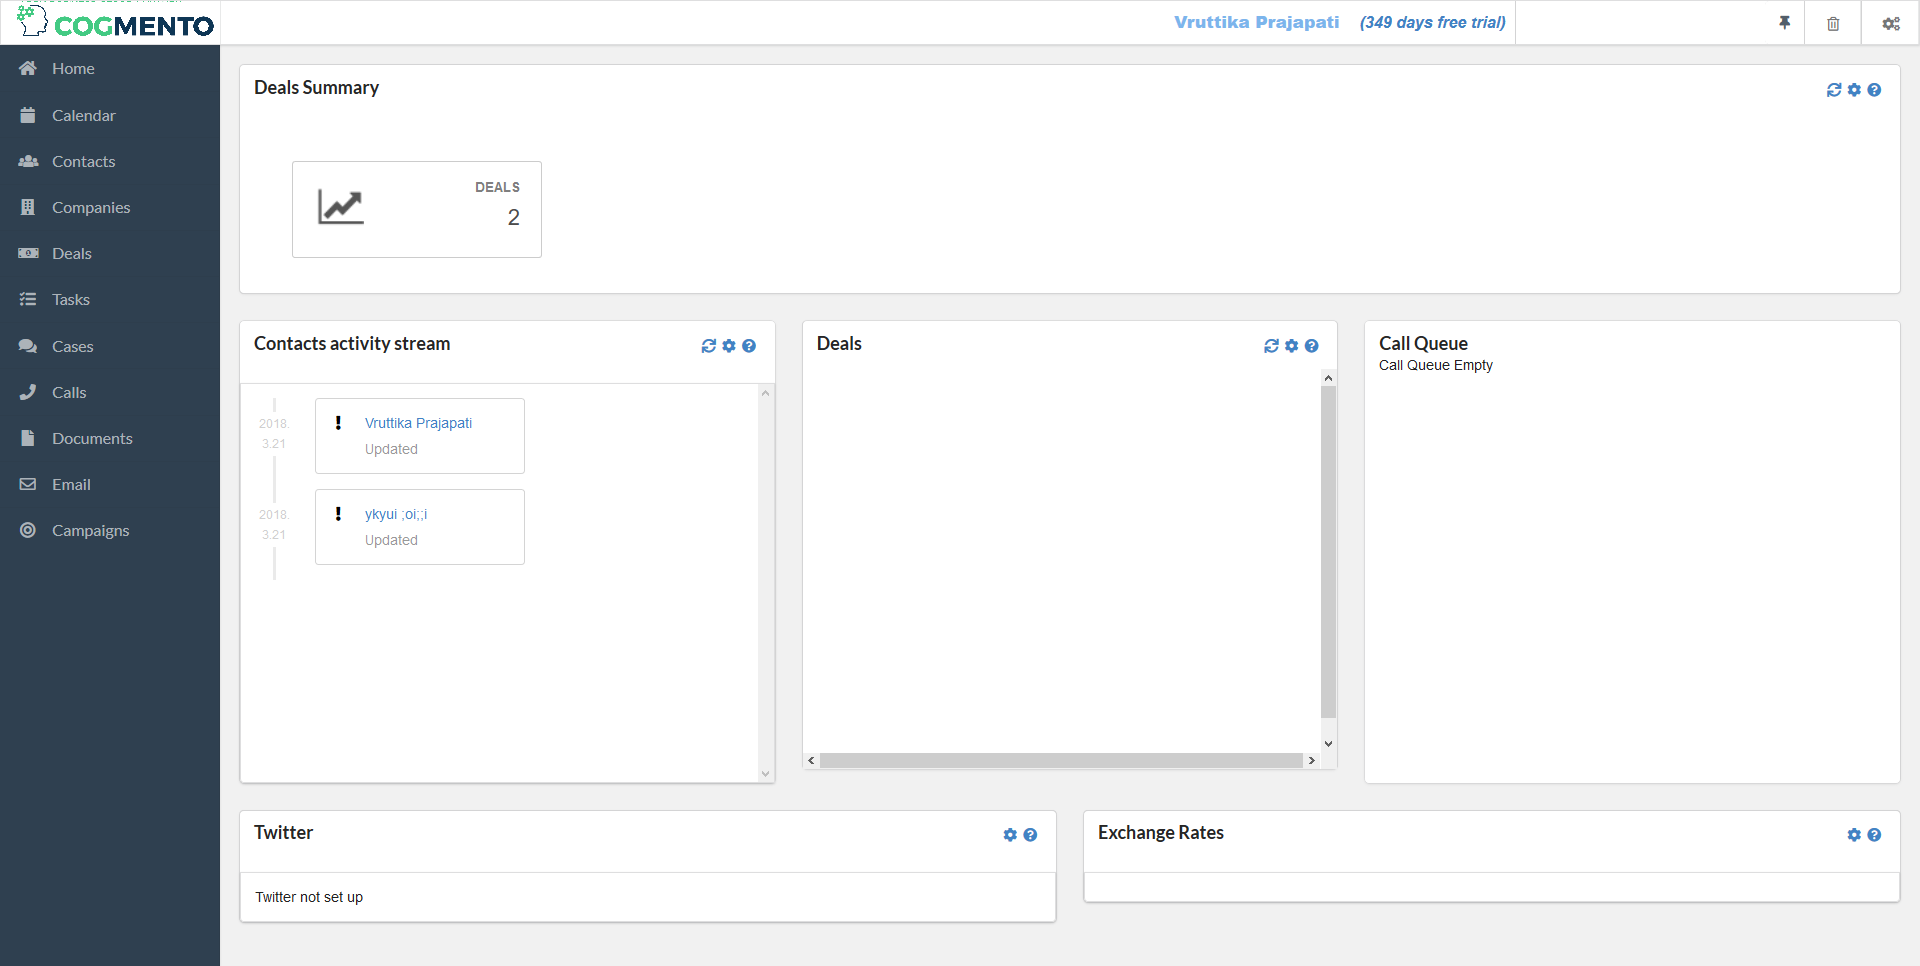 COGMENTO
Vruttika Prajapati (349 days free trial)
Home
Calendar
Contacts
Companies
Deals
Tasks
Cases
Calls
Documents
Email
Campaigns
Deals Summary
DEALS
2
Contacts activity stream
2018.
3.21
Vruttika Prajapati
Updated
2018.
3.21
ykyui ;oi;;i
Updated
Deals
Call Queue
Call Queue Empty
Twitter
Twitter not set up
Exchange Rates